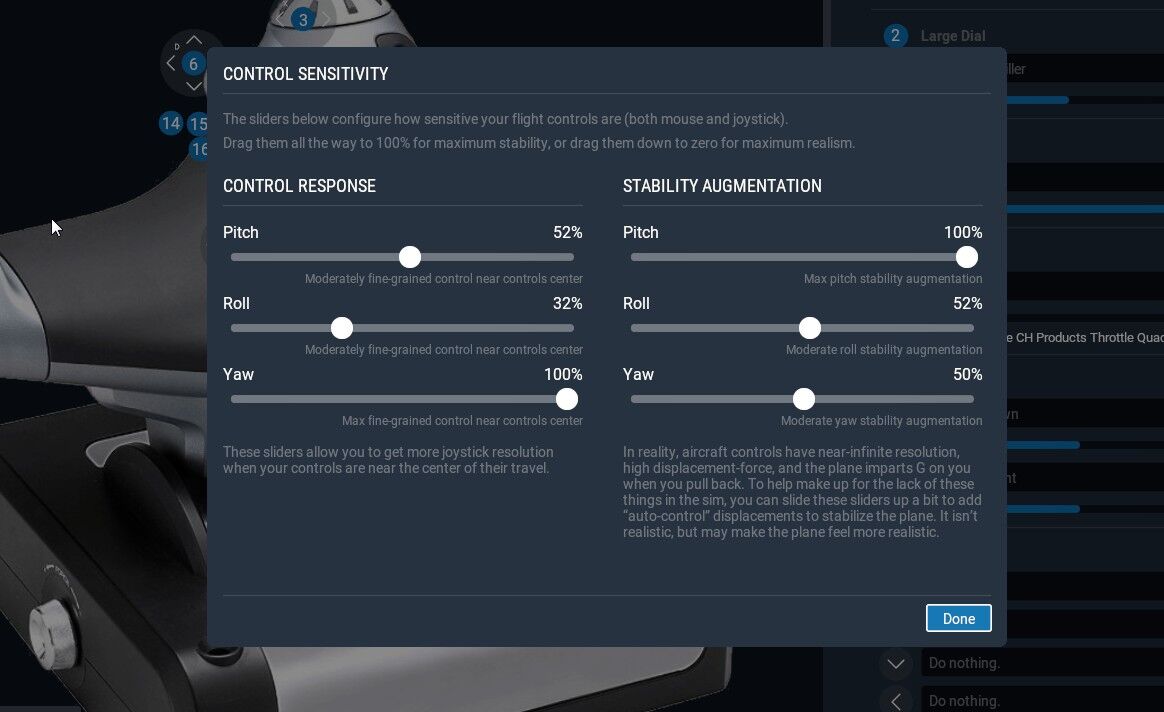 3
2 Large Dial
6
iller
CONTROL SENSITIVITY
The sliders below configure how sensitive your flight controls are (both mouse and joystick).
14 15
Drag them all the way to 100% for maximum stability, or drag them down to zero for maximum realism.
16
CONTROL RESPONSE
STABILITY AUGMENTATION
Pitch 52%
Pitch 100%
Moderately fine-grained control near controls center
Max pitch stability augmentation
Roll 32%
Roll 52%
e CH Products Throttle Quad
Moderately fine-grained control near controls center
Moderate roll stability augmentation
Yaw 100%
Yaw 50%
Max fine-grained control near controls center
Moderate yaw stability augmentation
wn
These sliders allow you to get more joystick resolution
when your controls are near the center of their travel.
In reality, aircraft controls have near-infinite resolution,
high displacement-force, and the plane imparts G on you
when you pull back. To help make up for the lack of these
things in the sim, you can slide these sliders up a bit to add
“auto-control” displacements to stabilize the plane. It isn’t
realistic, but may make the plane feel more realistic.
nt
Done
Do nothing.
Do nothing.